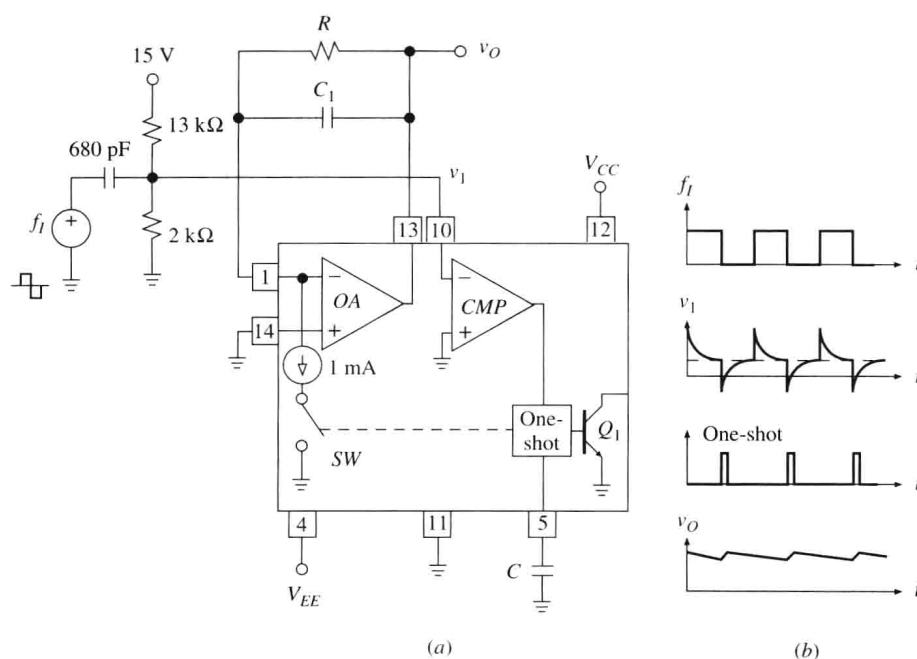 R
v_O
15 V
C_1
13 kΩ
680 pF
v_1
V_CC
f_I
+
2 kΩ
13
10
12
1
−
OA
−
CMP
14
+
+
1 mA
One-
shot
Q_1
SW
4
11
5
V_EE
C
(a)
f_I
t
v_1
t
One-shot
t
v_O
t
(b)